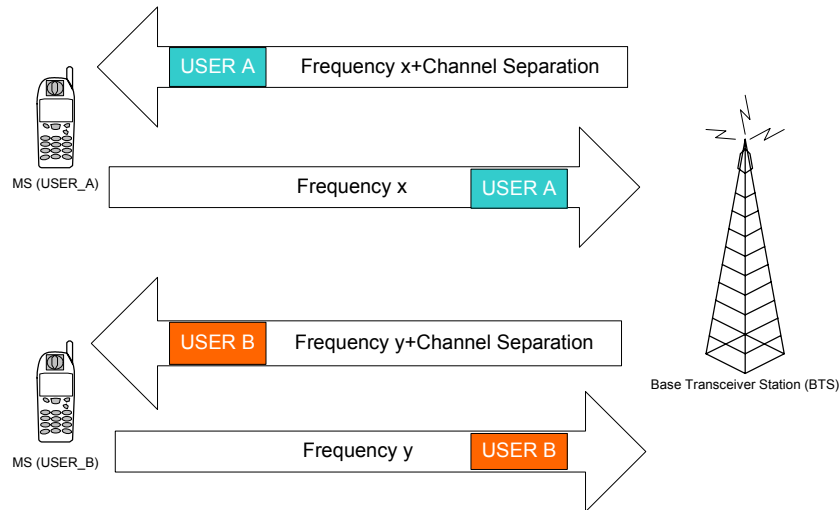 USER A
Frequency x+Channel Separation
MS (USER_A)
Frequency x
USER A
USER B
Frequency y+Channel Separation
Base Transceiver Station (BTS)
MS (USER_B)
Frequency y
USER B